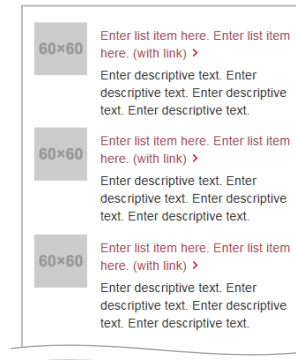 60×60
Enter list item here. Enter list item
here. (with link) >
Enter descriptive text. Enter
descriptive text. Enter descriptive
text. Enter descriptive text.
60×60
Enter list item here. Enter list item
here. (with link) >
Enter descriptive text. Enter
descriptive text. Enter descriptive
text. Enter descriptive text.
60×60
Enter list item here. Enter list item
here. (with link) >
Enter descriptive text. Enter
descriptive text. Enter descriptive
text. Enter descriptive text.